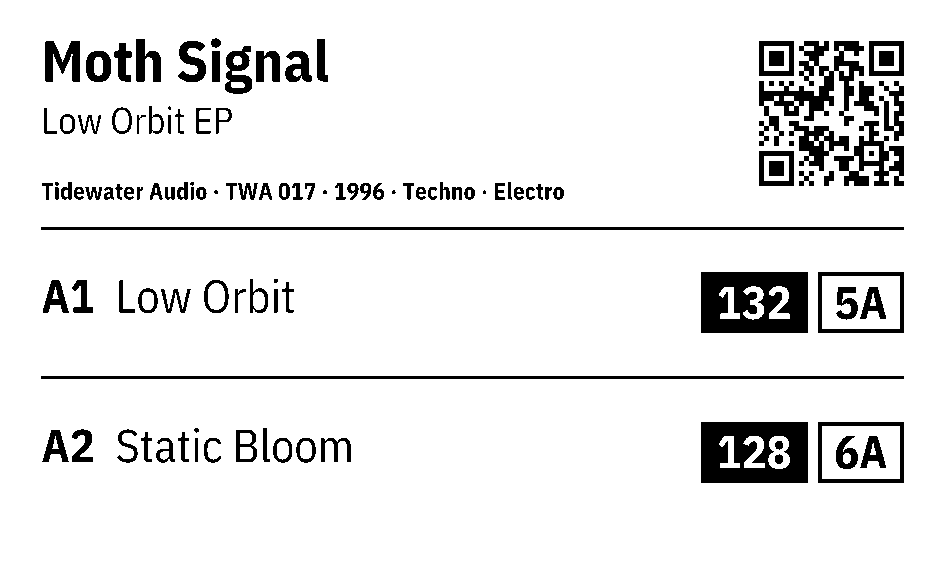 Moth Signal
Low Orbit EP
Tidewater Audio · TWA 017 · 1996 · Techno · Electro
A1 Low Orbit 132 5A
A2 Static Bloom 128 6A